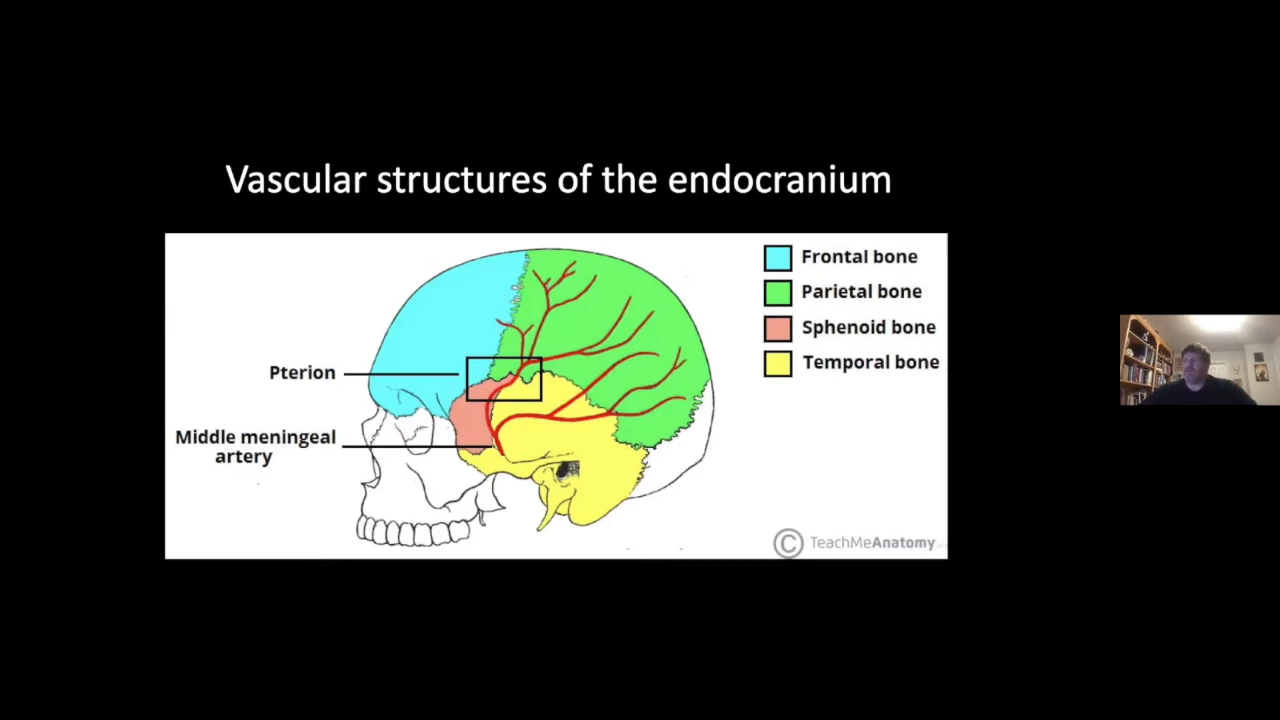 Vascular structures of the endocranium
Frontal bone
Parietal bone
Sphenoid bone
Temporal bone
Pterion
Middle meningeal
artery
© TeachMeAnatomy